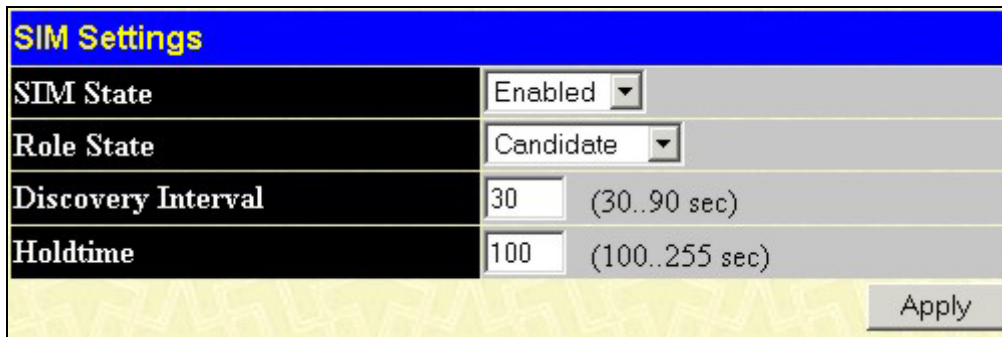 SIM Settings
SIM State Enabled
Role State Candidate
Discovery Interval 30 (30..90 sec)
Holdtime 100 (100..255 sec)
Apply